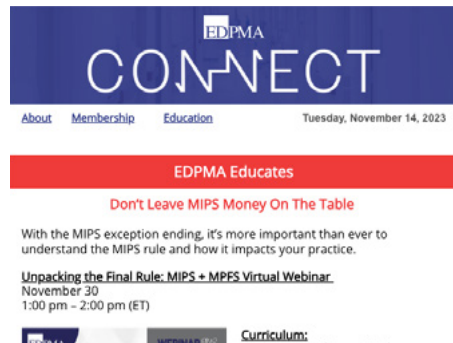 EDPMA
CONNECT
About Membership Education Tuesday, November 14, 2023
EDPMA Educates
Don't Leave MIPS Money On The Table
With the MIPS exception ending, it's more important than ever to
understand the MIPS rule and how it impacts your practice.
Unpacking the Final Rule: MIPS + MPFS Virtual Webinar
November 30
1:00 pm – 2:00 pm (ET)
Curriculum: